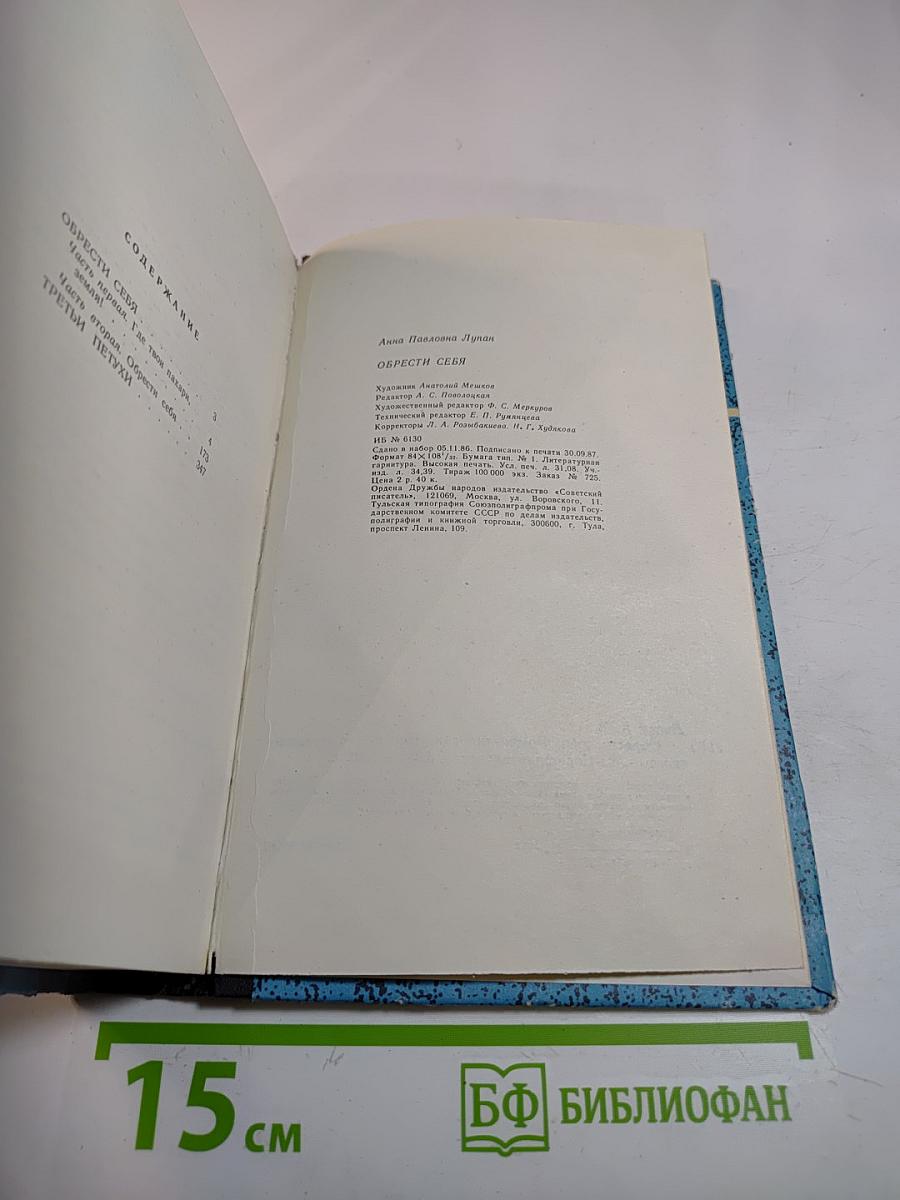 СОДЕРЖАНИЕ
ОБРЕСТИ СЕБЯ . . . . 3
Часть первая. Где твои пахари,
земля! . . . . 4
Часть вторая. Обрести себя . . 173
ТРЕТЬИ ПЕТУХИ . . . . 347
Анна Павловна Лупан
ОБРЕСТИ СЕБЯ
Художник Анатолий Мешков
Редактор А. С. Поволоцкая
Художественный редактор Ф. С. Меркуров
Технический редактор Е. П. Румянцева
Корректоры Л. А. Розыбакиева, Н. Г. Худякова
ИБ № 6130
Сдано в набор 05.11.86. Подписано к печати 30.09.87.
Формат 84×108¹/₃₂. Бумага тип. № 1. Литературная
гарнитура. Высокая печать. Усл. печ. л. 31,08. Уч.-
изд. л. 34,39. Тираж 100 000 экз. Заказ № 725.
Цена 2 р. 40 к.
Ордена Дружбы народов издательство «Советский
писатель», 121069, Москва, ул. Воровского, 11.
Тульская типография Союзполиграфпрома при Госу-
дарственном комитете СССР по делам издательств,
полиграфии и книжной торговли, 300600, г. Тула,
проспект Ленина, 109.
15 см
БФ БИБЛИОФАН